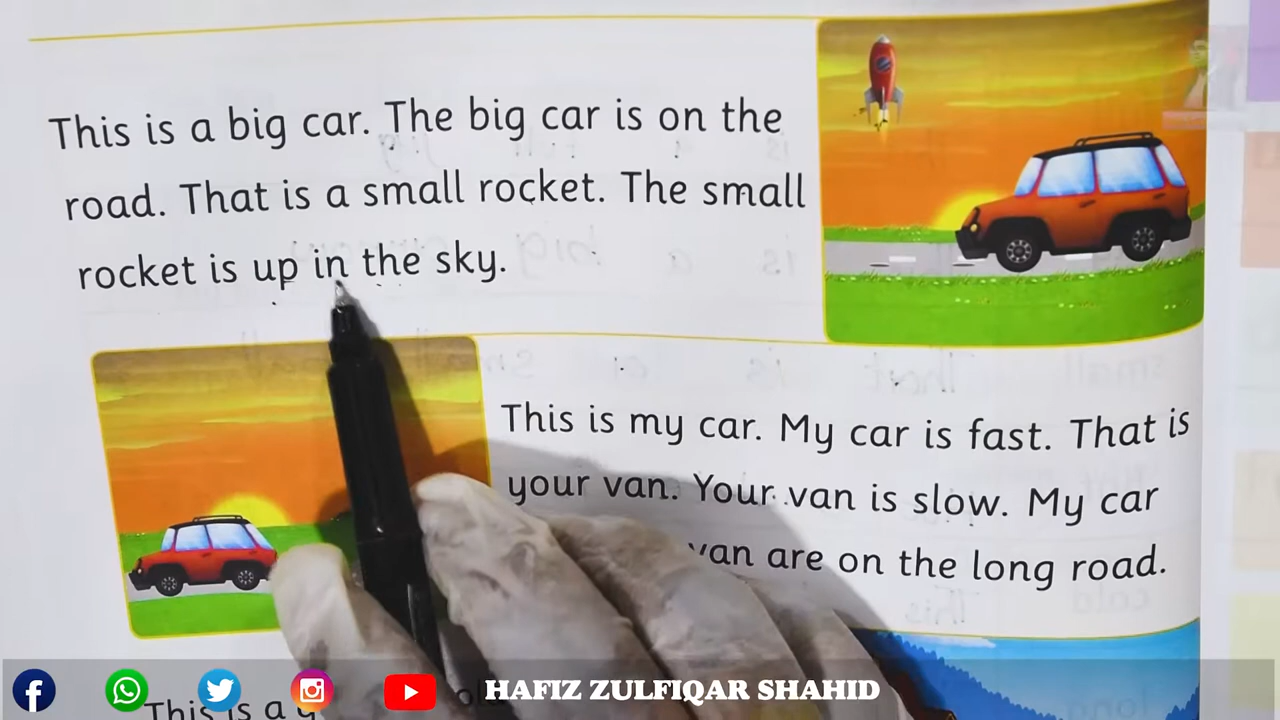 This is a big car. The big car is on the
road. That is a small rocket. The small
rocket is up in the sky.
This is my car. My car is fast. That is
your van. Your van is slow. My car
van are on the long road.
This is a
HAFIZ ZULFIQAR SHAHID